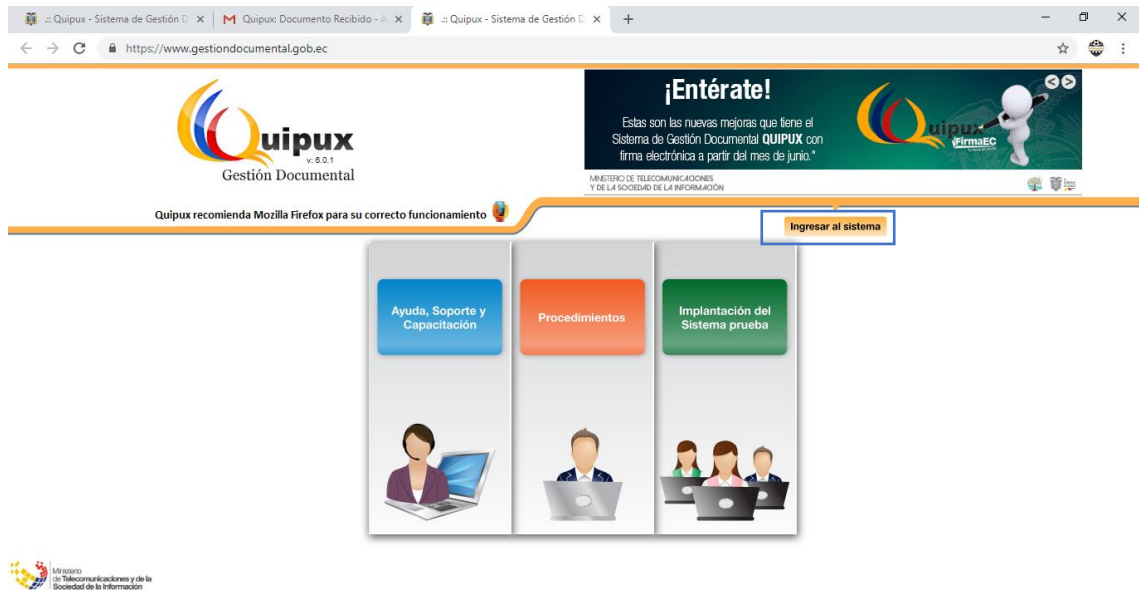 .:: Quipux - Sistema de Gestión D
Quipux: Documento Recibido - A
.:: Quipux - Sistema de Gestión D
https://www.gestiondocumental.gob.ec
Quipux
v: 6.0.1
Gestión Documental
¡Entérate!
Estas son las nuevas mejoras que tiene el
Sistema de Gestión Documental QUIPUX con
firma electrónica a partir del mes de junio."
Quipux
FirmaEC
MINISTERIO DE TELECOMUNICACIONES
Y DE LA SOCIEDAD DE LA INFORMACIÓN
Quipux recomienda Mozilla Firefox para su correcto funcionamiento
Ingresar al sistema
Ayuda, Soporte y
Capacitación
Procedimientos
Implantación del
Sistema prueba
Ministerio
de Telecomunicaciones y de la
Sociedad de la Información